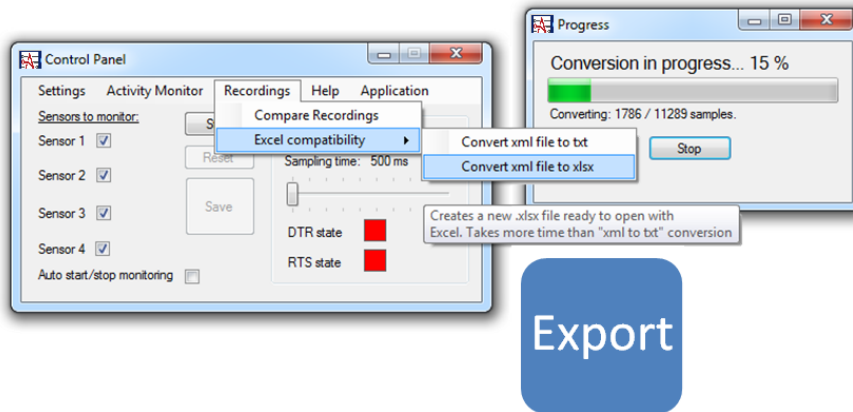 Control Panel
Settings Activity Monitor Recordings Help Application
Sensors to monitor:
Compare Recordings
Sensor 1
Excel compatibility
Convert xml file to txt
Convert xml file to xlsx
Reset
Sampling time: 500 ms
Sensor 2
Sensor 3
Save
Creates a new .xlsx file ready to open with
Excel. Takes more time than "xml to txt" conversion
DTR state
Sensor 4
RTS state
Auto start/stop monitoring
Progress
Conversion in progress... 15 %
Converting: 1786 / 11289 samples.
Stop
Export